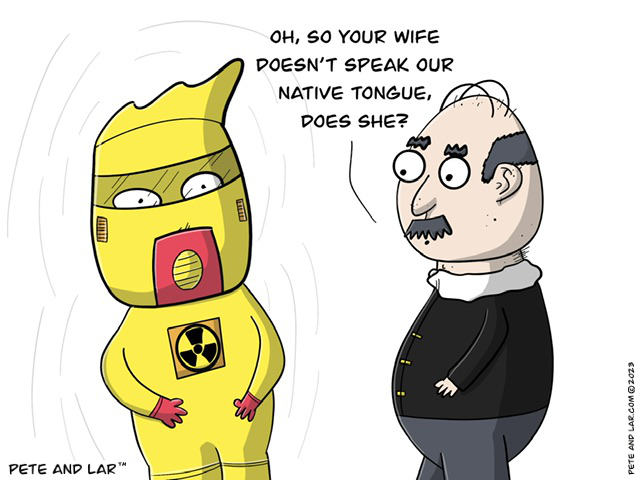 OH, SO YOUR WIFE
DOESN'T SPEAK OUR
NATIVE TONGUE,
DOES SHE?
PETE AND LAR™
PETE AND LAR.COM ©2023